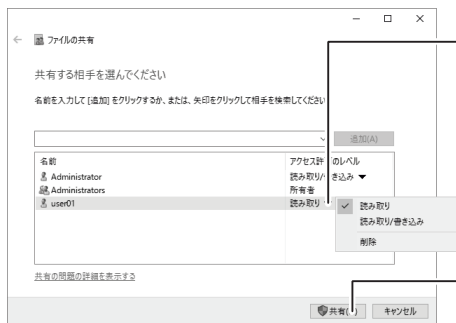 ファイルの共有
共有する相手を選んでください
名前を入力して [追加] をクリックするか、または、矢印をクリックして相手を検索してください
追加(A)
名前 アクセス許 のレベル
Administrator 読み取り/ き込み ▼
Administrators 所有者
user01 読み取り
✓ 読み取り
読み取り/書き込み
削除
共有の問題の詳細を表示する
共有( ) キャンセル